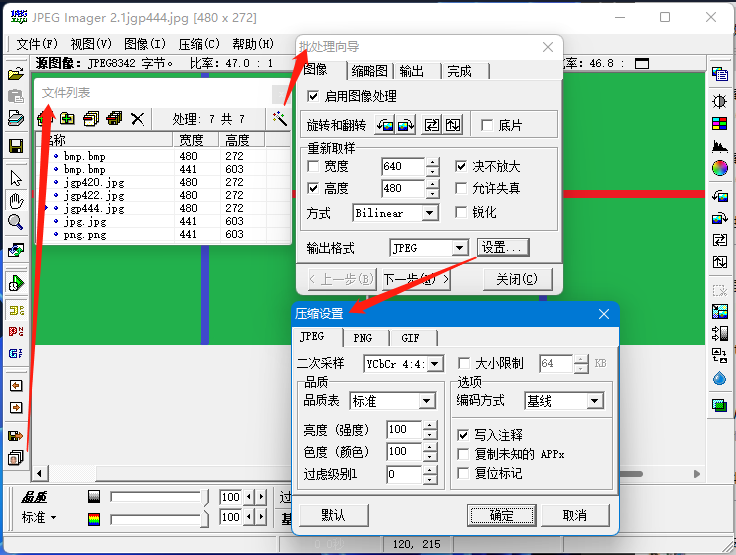 JPEG Imager 2.1jgp444.jpg [480 x 272]
文件(F) 视图(V) 图像(I) 压缩(C) 帮助(H)
源图像: JPEG8342 字节。 比率: 47.0 : 1
率: 46.8 :
文件列表
处理: 7 共 7
名称 宽度 高度
bmp.bmp 480 272
bmp.bmp 441 603
jgp420.jpg 480 272
jgp422.jpg 480 272
jgp444.jpg 480 272
jpg.jpg 441 603
png.png 441 603
批处理向导
图像 缩略图 输出 完成
启用图像处理
旋转和翻转 底片
重新取样
宽度 640 决不放大
高度 480 允许失真
方式 Bilinear 锐化
输出格式 JPEG 设置...
< 上一步(B) 下一步(N) > 关闭(C)
压缩设置
JPEG PNG GIF
二次采样 YCbCr 4:4: 大小限制 64 KB
品质 选项
品质表 标准 编码方式 基线
亮度 (强度) 100 写入注释
色度 (颜色) 100 复制未知的 APPx
过虑级别1 0 复位标记
默认 确定 取消
品质 100 过
标准 100 基
120, 215